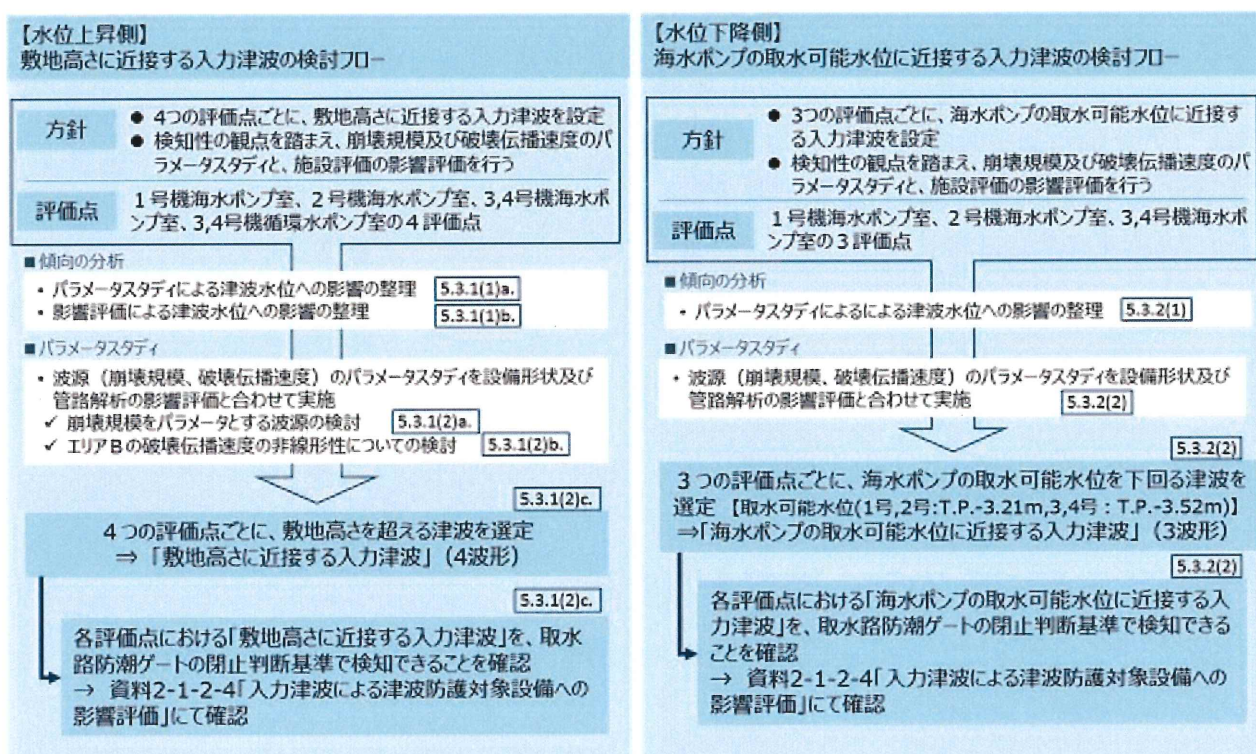 【水位上昇側】
敷地高さに近接する入力津波の検討フロー
方針
● 4つの評価点ごとに、敷地高さに近接する入力津波を設定
● 検知性の観点を踏まえ、崩壊規模及び破壊伝播速度のパ
ラメータスタディと、施設評価の影響評価を行う
評価点
1号機海水ポンプ室、2号機海水ポンプ室、3,4号機海水ポ
ンプ室、3,4号機循環水ポンプ室の4評価点
■傾向の分析
・パラメータスタディによる津波水位への影響の整理 5.3.1(1)a.
・影響評価による津波水位への影響の整理 5.3.1(1)b.
■パラメータスタディ
・波源（崩壊規模、破壊伝播速度）のパラメータスタディを設備形状及び
管路解析の影響評価と合わせて実施
✓ 崩壊規模をパラメータとする波源の検討 5.3.1(2)a.
✓ エリアBの破壊伝播速度の非線形性についての検討 5.3.1(2)b.
5.3.1(2)c.
4つの評価点ごとに、敷地高さを超える津波を選定
⇒「敷地高さに近接する入力津波」（4波形）
5.3.1(2)c.
各評価点における「敷地高さに近接する入力津波」を、取水
路防潮ゲートの閉止判断基準で検知できることを確認
→ 資料2-1-2-4「入力津波による津波防護対象設備への
影響評価」にて確認
【水位下降側】
海水ポンプの取水可能水位に近接する入力津波の検討フロー
方針
● 3つの評価点ごとに、海水ポンプの取水可能水位に近接す
る入力津波を設定
● 検知性の観点を踏まえ、崩壊規模及び破壊伝播速度のパ
ラメータスタディと、施設評価の影響評価を行う
評価点
1号機海水ポンプ室、2号機海水ポンプ室、3,4号機海水ポ
ンプ室の3評価点
■傾向の分析
・パラメータスタディによるによる津波水位への影響の整理 5.3.2(1)
■パラメータスタディ
・波源（崩壊規模、破壊伝播速度）のパラメータスタディを設備形状及び
管路解析の影響評価と合わせて実施 5.3.2(2)
5.3.2(2)
3つの評価点ごとに、海水ポンプの取水可能水位を下回る津波を
選定【取水可能水位(1号,2号:T.P.-3.21m,3,4号：T.P.-3.52m)】
⇒「海水ポンプの取水可能水位に近接する入力津波」（3波形）
5.3.2(2)
各評価点における「海水ポンプの取水可能水位に近接する入
力津波」を、取水路防潮ゲートの閉止判断基準で検知できる
ことを確認
→ 資料2-1-2-4「入力津波による津波防護対象設備への
影響評価」にて確認